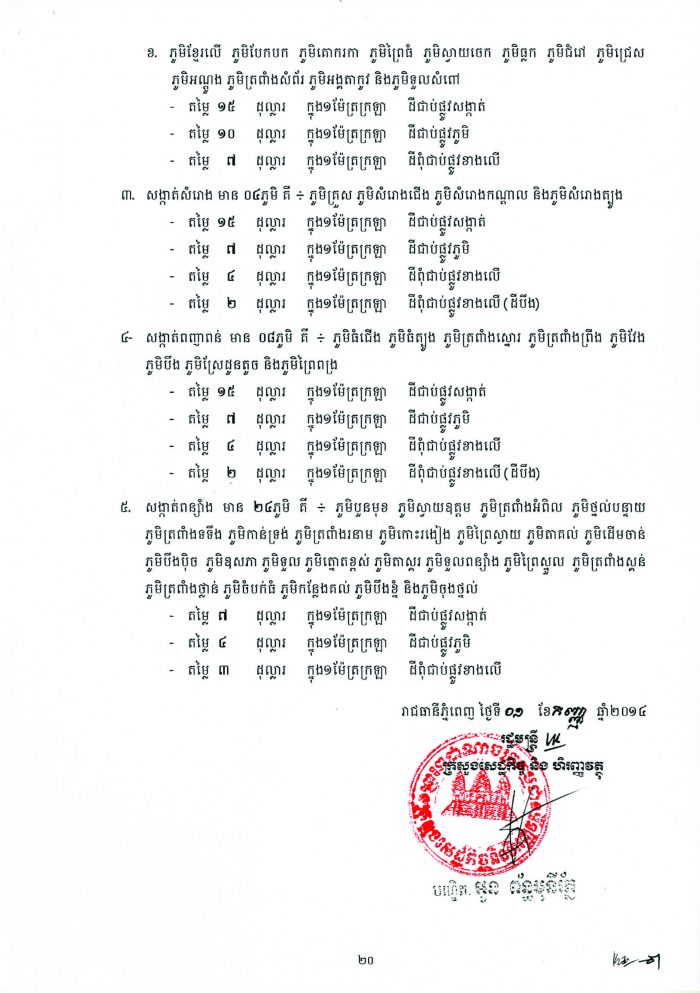 ខ. ភូមិខ្មែរលើ ភូមិបែកបក ភូមិគោករកា ភូមិព្រៃធំ ភូមិស្វាយចេក ភូមិធ្លក ភូមិជំរៅ ភូមិជ្រេស
ភូមិអណ្តូង ភូមិត្រពាំងសំព័រ ភូមិអង្គតាកូវ និងភូមិទួលសំពៅ
- តម្លៃ ១៥ ដុល្លារ ក្នុង១ម៉ែត្រក្រឡា ដីជាប់ផ្លូវសង្កាត់
- តម្លៃ ១០ ដុល្លារ ក្នុង១ម៉ែត្រក្រឡា ដីជាប់ផ្លូវភូមិ
- តម្លៃ ៧ ដុល្លារ ក្នុង១ម៉ែត្រក្រឡា ដីពុំជាប់ផ្លូវខាងលើ
៣. សង្កាត់សំរោង មាន ០៤ភូមិ គឺ ÷ ភូមិគ្រួស ភូមិសំរោងជើង ភូមិសំរោងកណ្តាល និងភូមិសំរោងត្បូង
- តម្លៃ ១៥ ដុល្លារ ក្នុង១ម៉ែត្រក្រឡា ដីជាប់ផ្លូវសង្កាត់
- តម្លៃ ៧ ដុល្លារ ក្នុង១ម៉ែត្រក្រឡា ដីជាប់ផ្លូវភូមិ
- តម្លៃ ៤ ដុល្លារ ក្នុង១ម៉ែត្រក្រឡា ដីពុំជាប់ផ្លូវខាងលើ
- តម្លៃ ២ ដុល្លារ ក្នុង១ម៉ែត្រក្រឡា ដីពុំជាប់ផ្លូវខាងលើ (ដីបឹង)
៤- សង្កាត់ពញាពន់ មាន ០៨ភូមិ គឺ ÷ ភូមិធំជើង ភូមិធំត្បូង ភូមិត្រពាំងស្នោរ ភូមិត្រពាំងព្រីង ភូមិវែង
ភូមិបឹង ភូមិស្រែដូនតូច និងភូមិព្រៃពង្រ
- តម្លៃ ១៥ ដុល្លារ ក្នុង១ម៉ែត្រក្រឡា ដីជាប់ផ្លូវសង្កាត់
- តម្លៃ ៧ ដុល្លារ ក្នុង១ម៉ែត្រក្រឡា ដីជាប់ផ្លូវភូមិ
- តម្លៃ ៤ ដុល្លារ ក្នុង១ម៉ែត្រក្រឡា ដីពុំជាប់ផ្លូវខាងលើ
- តម្លៃ ២ ដុល្លារ ក្នុង១ម៉ែត្រក្រឡា ដីពុំជាប់ផ្លូវខាងលើ (ដីបឹង)
៥. សង្កាត់ពន្សាំង មាន ២៤ភូមិ គឺ ÷ ភូមិបួនមុខ ភូមិស្វាយឧត្តម ភូមិត្រពាំងអំពិល ភូមិថ្នល់បន្ទាយ
ភូមិត្រពាំងទទឹង ភូមិកាន់ទ្រង់ ភូមិត្រពាំងរនាម ភូមិកោះរងៀង ភូមិព្រៃស្វាយ ភូមិតាគល់ ភូមិដើមចាន់
ភូមិបឹងប៉ិច ភូមិឧសភា ភូមិទួល ភូមិត្នោតខ្ពស់ ភូមិតាស្គរ ភូមិទួលពន្សាំង ភូមិព្រៃស្នួល ភូមិត្រពាំងស្គន់
ភូមិត្រពាំងថ្លាន់ ភូមិចំបក់ធំ ភូមិកន្លែងគល់ ភូមិបឹងខ្នំ និងភូមិចុងថ្នល់
- តម្លៃ ៧ ដុល្លារ ក្នុង១ម៉ែត្រក្រឡា ដីជាប់ផ្លូវសង្កាត់
- តម្លៃ ៤ ដុល្លារ ក្នុង១ម៉ែត្រក្រឡា ដីជាប់ផ្លូវភូមិ
- តម្លៃ ៣ ដុល្លារ ក្នុង១ម៉ែត្រក្រឡា ដីពុំជាប់ផ្លូវខាងលើ
រាជធានីភ្នំពេញ ថ្ងៃទី ០១ ខែ កញ្ញា ឆ្នាំ២០១៤
រដ្ឋមន្ត្រី
ក្រសួងសេដ្ឋកិច្ច និង ហិរញ្ញវត្ថុ
បណ្ឌិត. អូន ព័ន្ធមុនីរ័ត្ន
២០